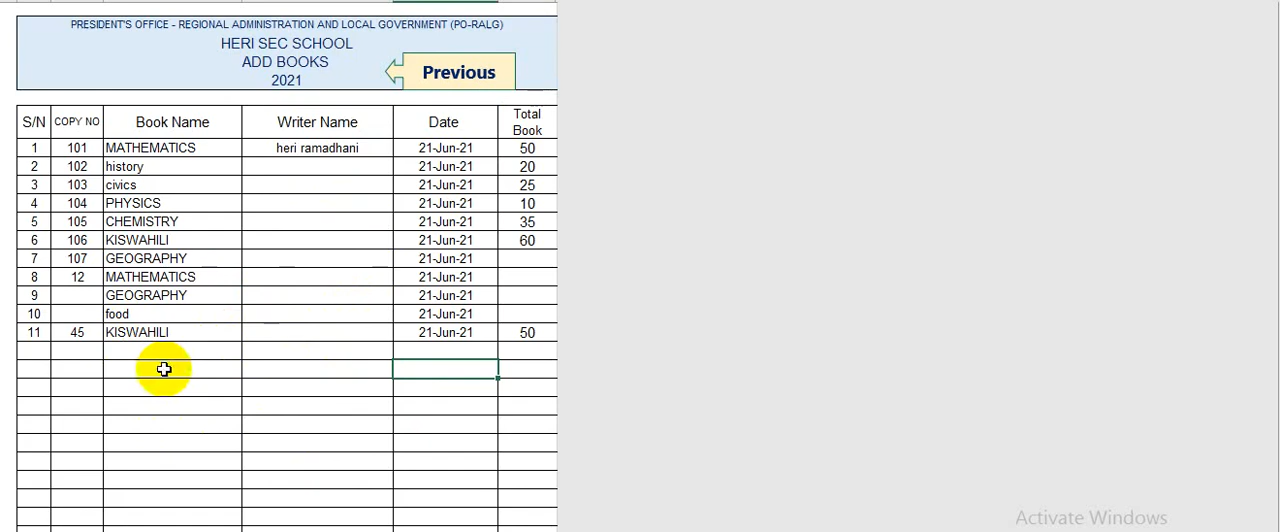 PRESIDENT'S OFFICE - REGIONAL ADMINISTRATION AND LOCAL GOVERNMENT (PO-RALG)
HERI SEC SCHOOL
ADD BOOKS
Previous
2021
S/N COPY NO Book Name Writer Name Date Total Book
1 101 MATHEMATICS heri ramadhani 21-Jun-21 50
2 102 history 21-Jun-21 20
3 103 civics 21-Jun-21 25
4 104 PHYSICS 21-Jun-21 10
5 105 CHEMISTRY 21-Jun-21 35
6 106 KISWAHILI 21-Jun-21 60
7 107 GEOGRAPHY 21-Jun-21
8 12 MATHEMATICS 21-Jun-21
9 GEOGRAPHY 21-Jun-21
10 food 21-Jun-21
11 45 KISWAHILI 21-Jun-21 50
Activate Windows